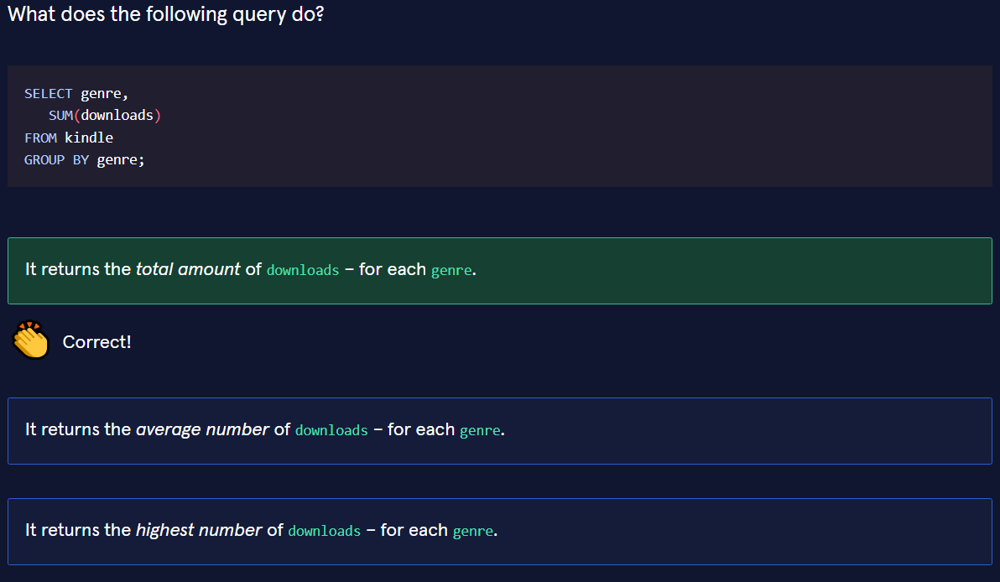 What does the following query do?
SELECT genre,
   SUM(downloads)
FROM kindle
GROUP BY genre;
It returns the total amount of downloads – for each genre.
Correct!
It returns the average number of downloads – for each genre.
It returns the highest number of downloads – for each genre.